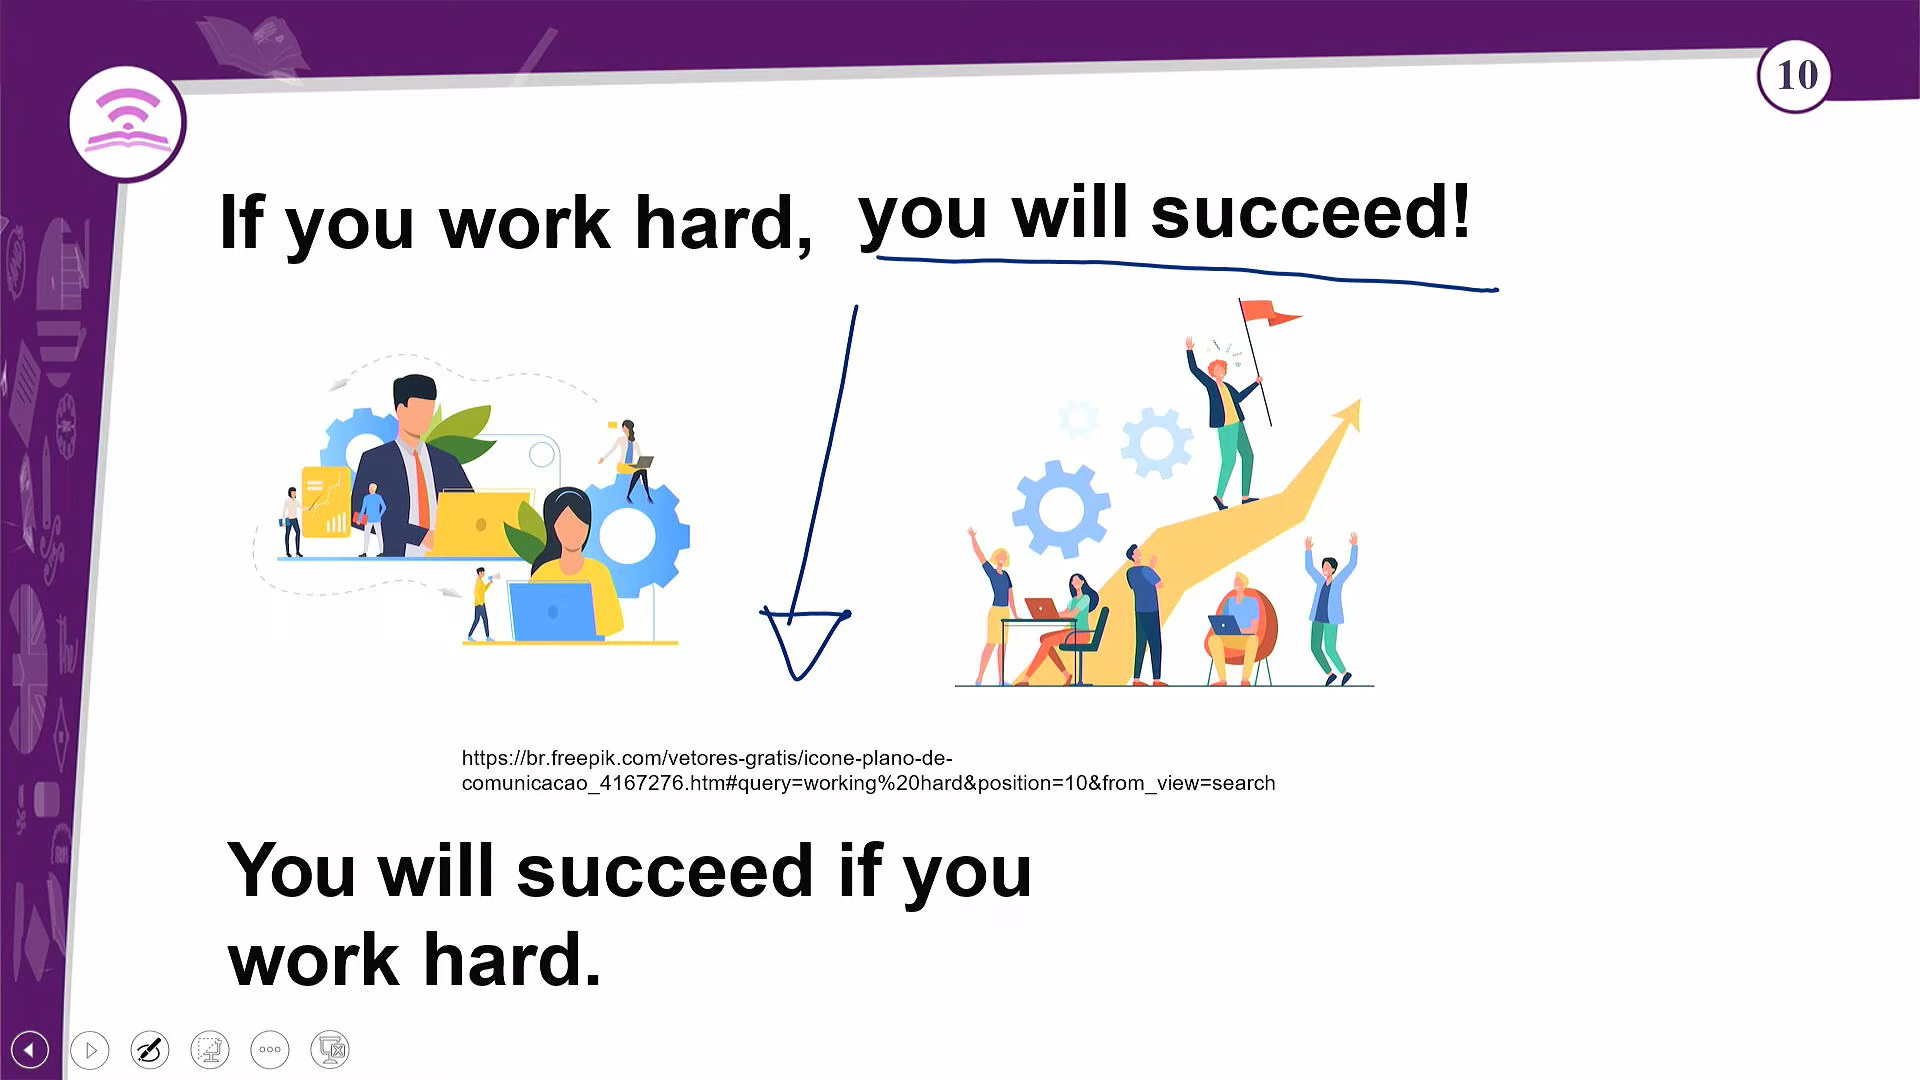 10
If you work hard, you will succeed!
https://br.freepik.com/vetores-gratis/icone-plano-de-
comunicacao_4167276.htm#query=working%20hard&position=10&from_view=search
You will succeed if you
work hard.